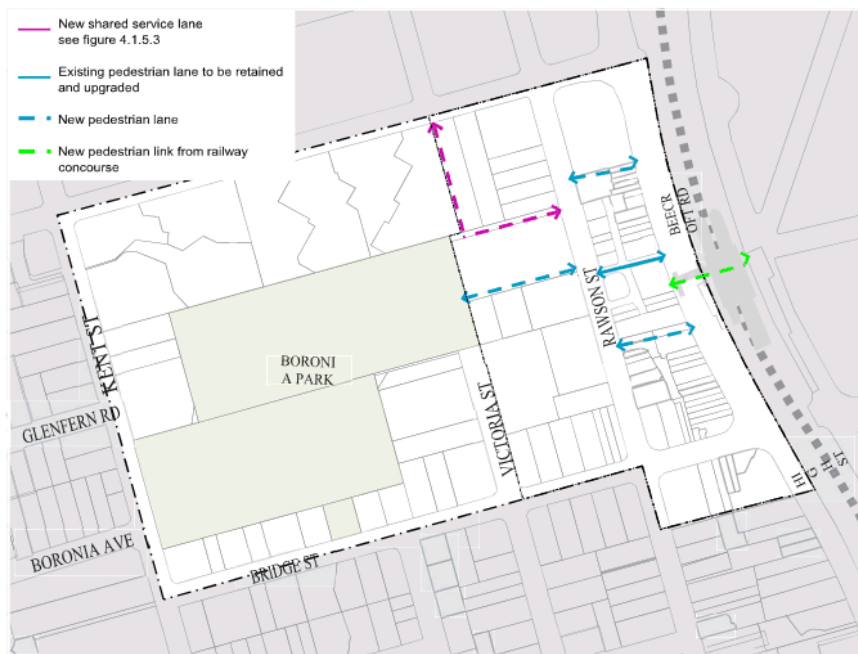 New shared service lane
see figure 4.1.5.3
Existing pedestrian lane to be retained
and upgraded
New pedestrian lane
New pedestrian link from railway
concourse
BEECR
OFT RD
RAWSON ST
KENT ST
BORONI
A PARK
GLENFERN RD
VICTORIA ST
HI
G
H
ST
BORONIA AVE
BRIDGE ST